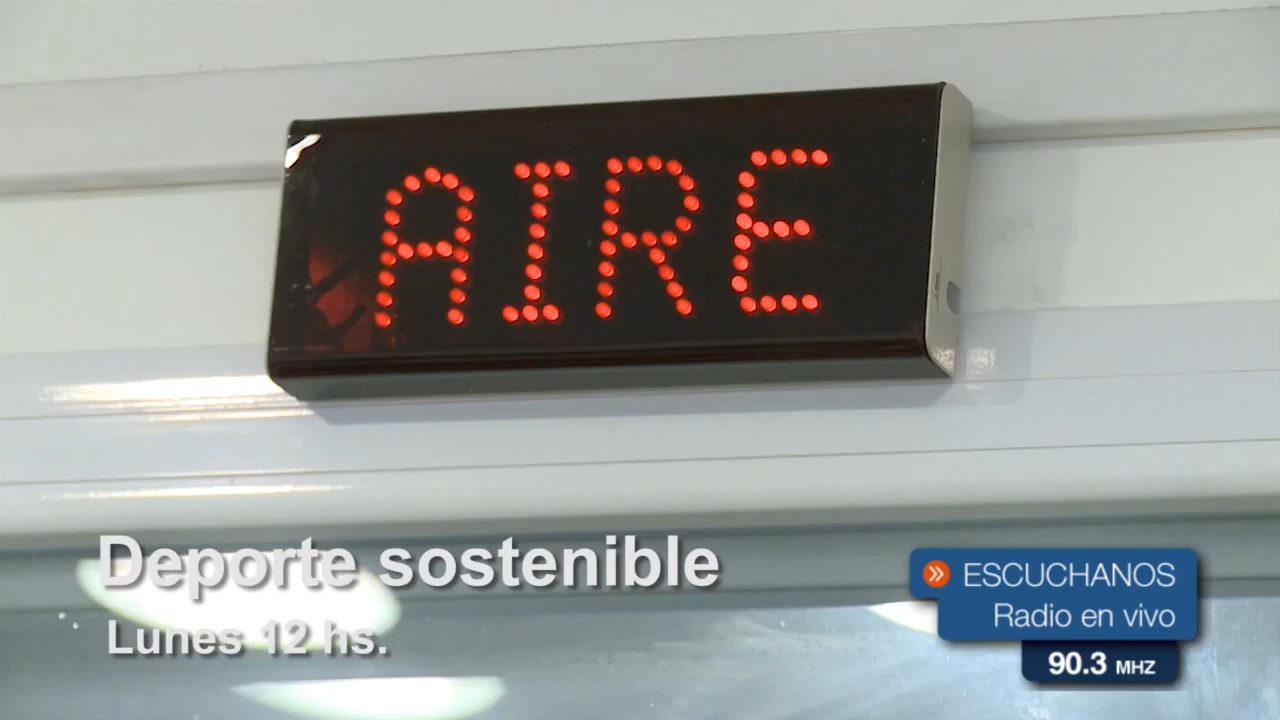 AIRE
Deporte sostenible
Lunes 12 hs.
ESCUCHANOS
Radio en vivo
90.3 MHZ